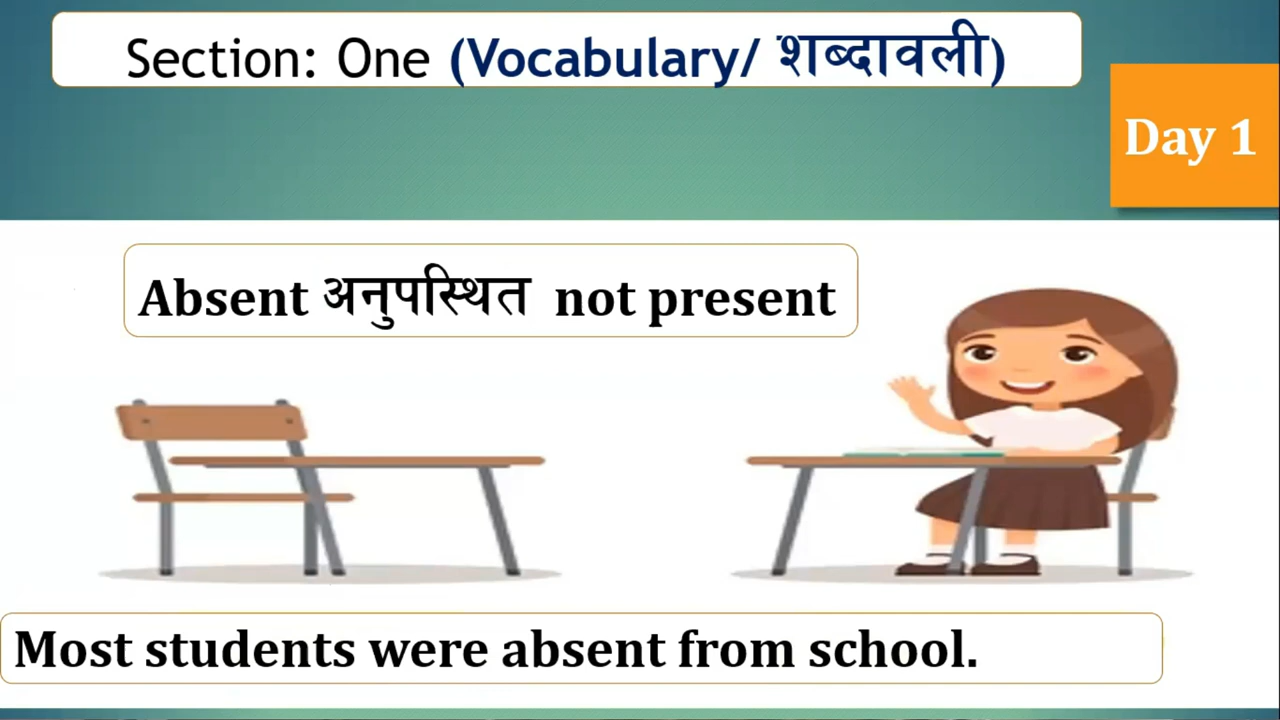 Section: One (Vocabulary/ शब्दावली)
Day 1
Absent अनुपस्थित not present
Most students were absent from school.